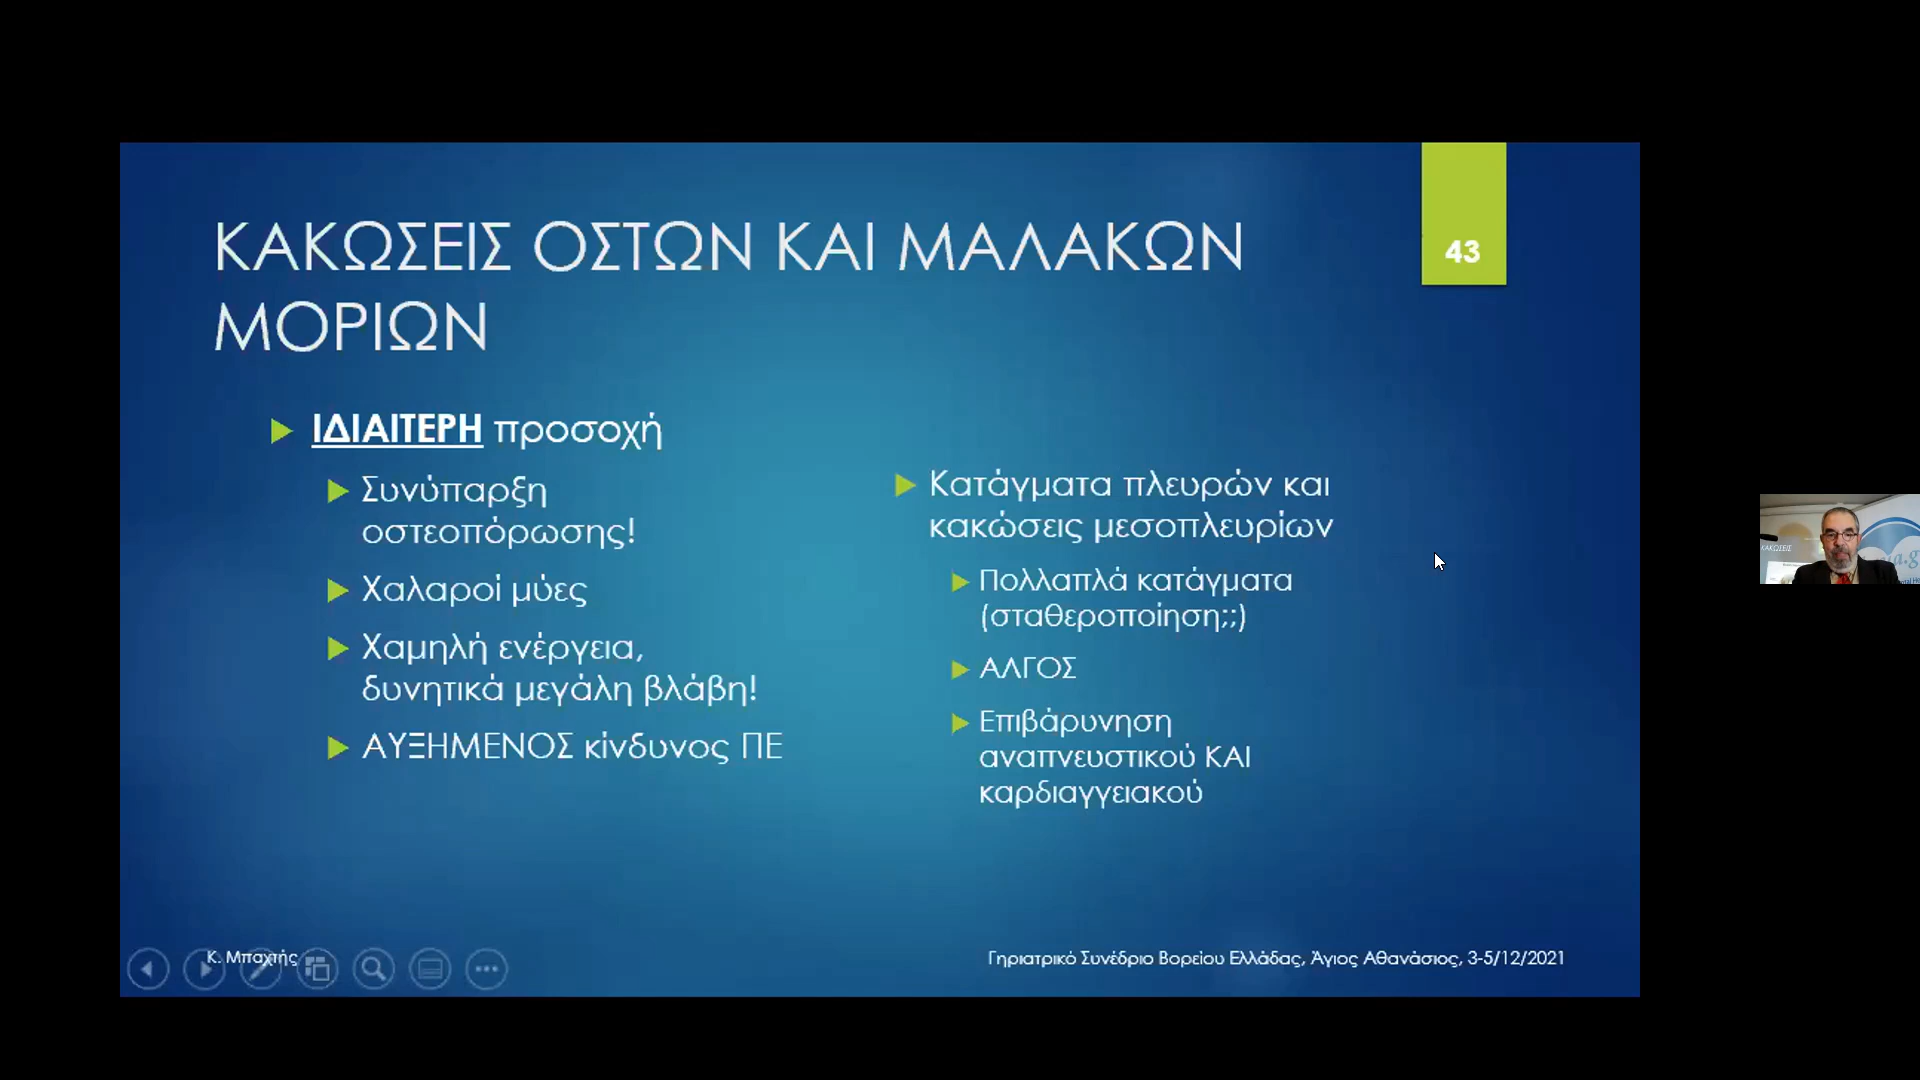 ΚΑΚΩΣΕΙΣ ΟΣΤΩΝ ΚΑΙ ΜΑΛΑΚΩΝ
ΜΟΡΙΩΝ
43
ΙΔΙΑΙΤΕΡΗ προσοχή
Συνύπαρξη
οστεοπόρωσης!
Χαλαροί μύες
Χαμηλή ενέργεια,
δυνητικά μεγάλη βλάβη!
ΑΥΞΗΜΕΝΟΣ κίνδυνος ΠΕ
Κατάγματα πλευρών και
κακώσεις μεσοπλευρίων
Πολλαπλά κατάγματα
(σταθεροποίηση;;)
ΑΛΓΟΣ
Επιβάρυνση
αναπνευστικού ΚΑΙ
καρδιαγγειακού
Κ. Μπαχτής
Γηριατρικό Συνέδριο Βορείου Ελλάδας, Άγιος Αθανάσιος, 3-5/12/2021
ΚΑΚΩΣΕΙΣ